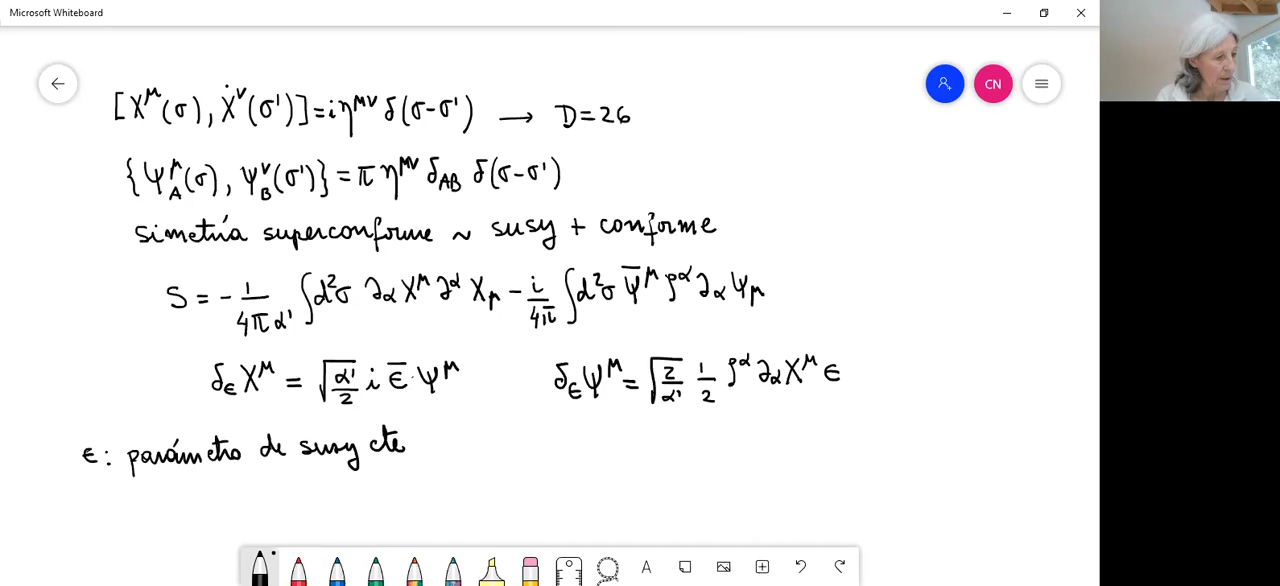 Microsoft Whiteboard
[X^μ(σ), Ẋ^ν(σ')] = iη^{μν} δ(σ-σ') → D=26
CN
{ψ^μ_A(σ), ψ^ν_B(σ')} = π η^{μν} δ_{AB} δ(σ-σ')
simetría superconforme ~ susy + conforme
S = -1/(4πα') ∫d²σ ∂_α X^μ ∂^α X_μ - i/(4π) ∫d²σ ψ̄^μ ρ^α ∂_α ψ_μ
δ_ϵ X^μ = √(α'/2) i ϵ̄·ψ^μ δ_ϵ ψ^μ = √(2/α') 1/2 ρ^α ∂_α X^μ ϵ
ϵ: parámetro de susy cte
A